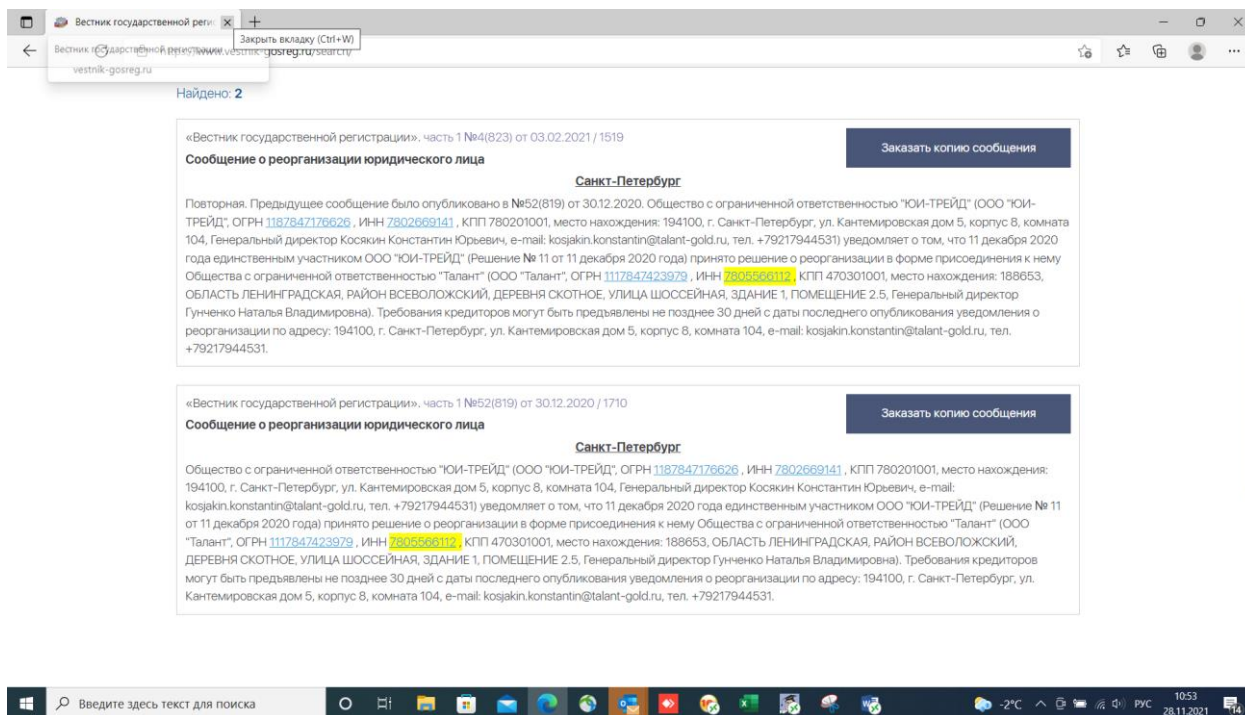 Вестник государственной реги
Закрыть вкладку (Ctrl+W)
Вестник государственной регистрации
vestnik-gosreg.ru/search/
vestnik-gosreg.ru
Найдено: 2
«Вестник государственной регистрации». часть 1 №4(823) от 03.02.2021 / 1519
Заказать копию сообщения
Сообщение о реорганизации юридического лица
Санкт-Петербург
Повторная. Предыдущее сообщение было опубликовано в №52(819) от 30.12.2020. Общество с ограниченной ответственностью "ЮИ-ТРЕЙД" (ООО "ЮИ-
ТРЕЙД", ОГРН 1187847176626 , ИНН 7802669141 , КПП 780201001, место нахождения: 194100, г. Санкт-Петербург, ул. Кантемировская дом 5, корпус 8, комната
104, Генеральный директор Косякин Константин Юрьевич, e-mail: kosjakin.konstantin@talant-gold.ru, тел. +79217944531) уведомляет о том, что 11 декабря 2020
года единственным участником ООО "ЮИ-ТРЕЙД" (Решение № 11 от 11 декабря 2020 года) принято решение о реорганизации в форме присоединения к нему
Общества с ограниченной ответственностью "Талант" (ООО "Талант", ОГРН 1117847423979 , ИНН 7805566112 , КПП 470301001, место нахождения: 188653,
ОБЛАСТЬ ЛЕНИНГРАДСКАЯ, РАЙОН ВСЕВОЛОЖСКИЙ, ДЕРЕВНЯ СКОТНОЕ, УЛИЦА ШОССЕЙНАЯ, ЗДАНИЕ 1, ПОМЕЩЕНИЕ 2.5, Генеральный директор
Гунченко Наталья Владимировна). Требования кредиторов могут быть предъявлены не позднее 30 дней с даты последнего опубликования уведомления о
реорганизации по адресу: 194100, г. Санкт-Петербург, ул. Кантемировская дом 5, корпус 8, комната 104, e-mail: kosjakin.konstantin@talant-gold.ru, тел.
+79217944531.
«Вестник государственной регистрации». часть 1 №52(819) от 30.12.2020 / 1710
Заказать копию сообщения
Сообщение о реорганизации юридического лица
Санкт-Петербург
Общество с ограниченной ответственностью "ЮИ-ТРЕЙД" (ООО "ЮИ-ТРЕЙД", ОГРН 1187847176626 , ИНН 7802669141 , КПП 780201001, место нахождения:
194100, г. Санкт-Петербург, ул. Кантемировская дом 5, корпус 8, комната 104, Генеральный директор Косякин Константин Юрьевич, e-mail:
kosjakin.konstantin@talant-gold.ru, тел. +79217944531) уведомляет о том, что 11 декабря 2020 года единственным участником ООО "ЮИ-ТРЕЙД" (Решение № 11
от 11 декабря 2020 года) принято решение о реорганизации в форме присоединения к нему Общества с ограниченной ответственностью "Талант" (ООО
"Талант", ОГРН 1117847423979 , ИНН 7805566112 , КПП 470301001, место нахождения: 188653, ОБЛАСТЬ ЛЕНИНГРАДСКАЯ, РАЙОН ВСЕВОЛОЖСКИЙ,
ДЕРЕВНЯ СКОТНОЕ, УЛИЦА ШОССЕЙНАЯ, ЗДАНИЕ 1, ПОМЕЩЕНИЕ 2.5, Генеральный директор Гунченко Наталья Владимировна). Требования кредиторов
могут быть предъявлены не позднее 30 дней с даты последнего опубликования уведомления о реорганизации по адресу: 194100, г. Санкт-Петербург, ул.
Кантемировская дом 5, корпус 8, комната 104, e-mail: kosjakin.konstantin@talant-gold.ru, тел. +79217944531.
Введите здесь текст для поиска
-2°C
РУС
10:53
28.11.2021
14